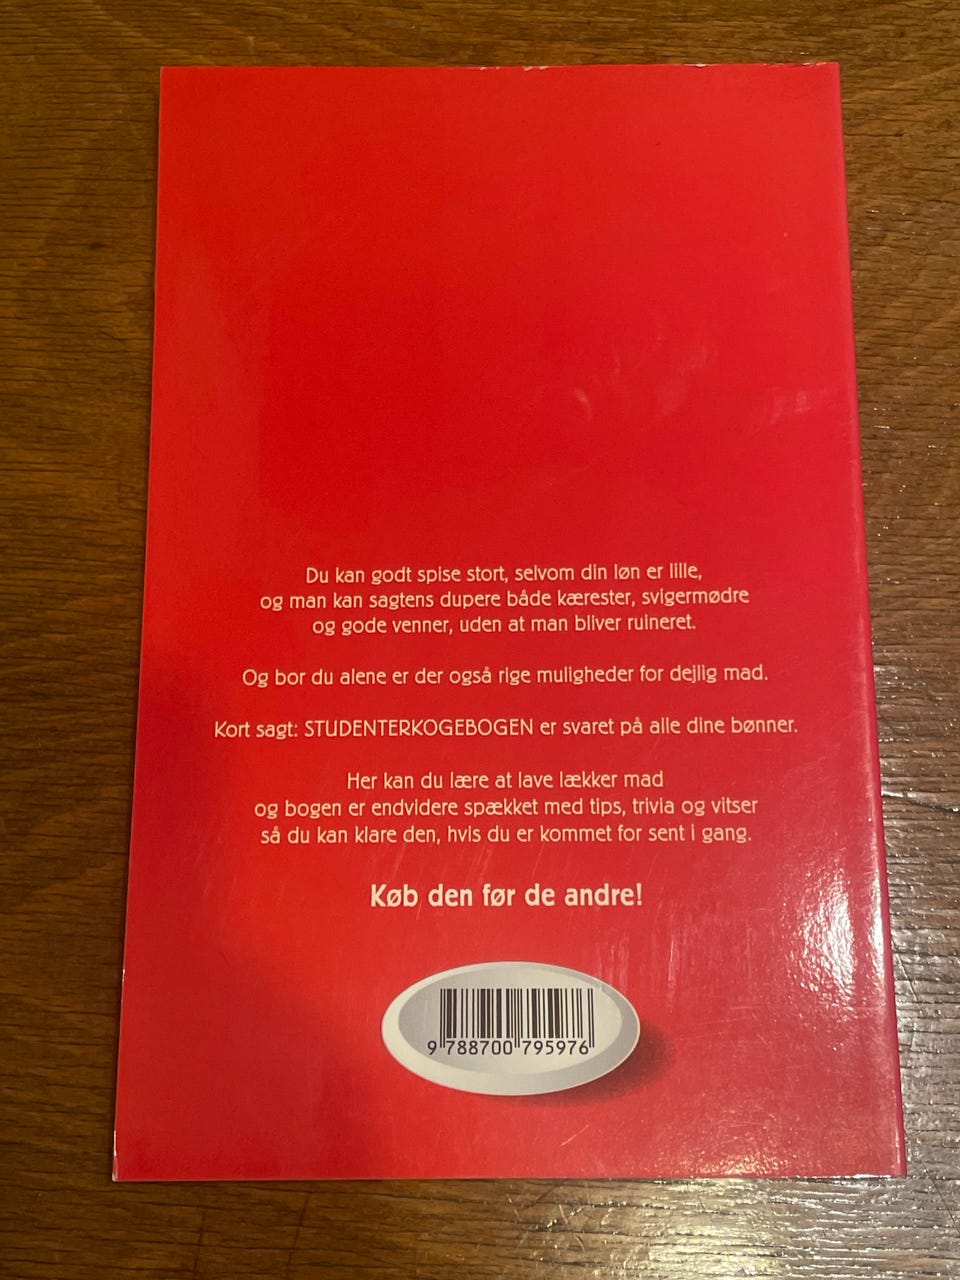 Du kan godt spise stort, selvom din løn er lille,
og man kan sagtens dupere både kærester, svigermødre
og gode venner, uden at man bliver ruineret.
Og bor du alene er der også rige muligheder for dejlig mad.
Kort sagt: STUDENTERKOGEBOGEN er svaret på alle dine bønner.
Her kan du lære at lave lækker mad
og bogen er endvidere spækket med tips, trivia og vitser
så du kan klare den, hvis du er kommet for sent i gang.
Køb den før de andre!
9 788700 795976